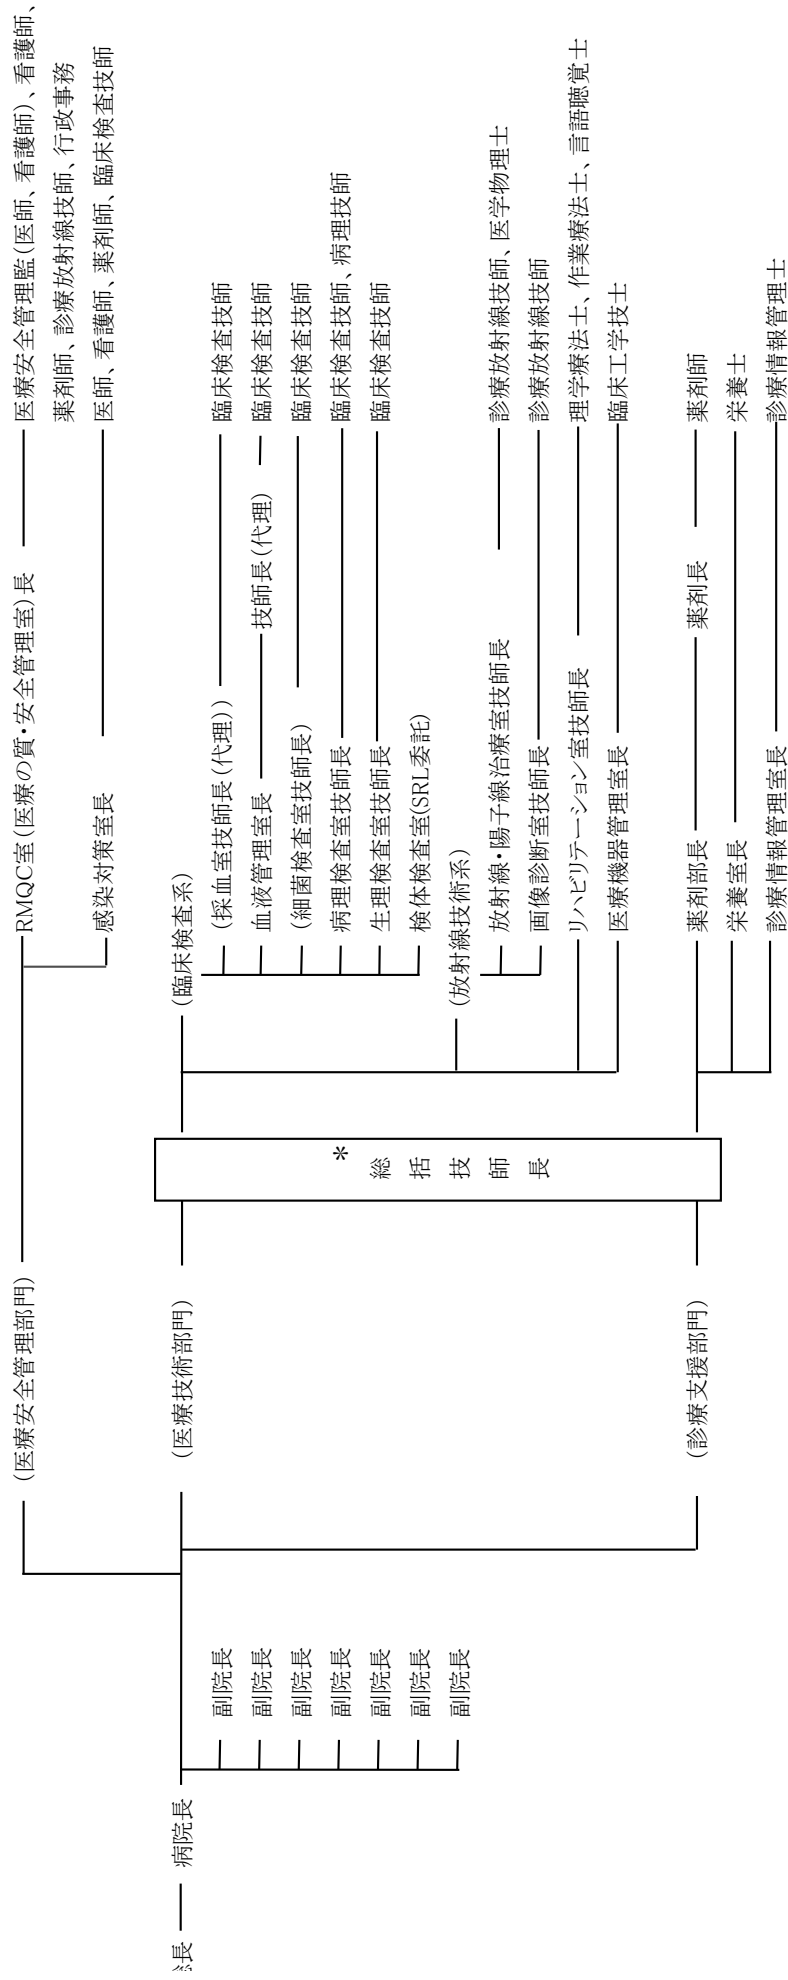 総長
病院長
副院長
副院長
副院長
副院長
副院長
副院長
副院長
(医療安全管理部門)
RMQC室(医療の質・安全管理室)長
医療安全管理監(医師、看護師)、看護師、
薬剤師、診療放射線技師、行政事務
感染対策室長
医師、看護師、薬剤師、臨床検査技師
(医療技術部門)
*
総括技師長
(臨床検査系)
(採血室技師長(代理))
臨床検査技師
血液管理室長
技師長(代理)
臨床検査技師
(細菌検査室技師長)
臨床検査技師
病理検査室技師長
臨床検査技師、病理技師
生理検査室技師長
臨床検査技師
検体検査室(SRL委託)
(放射線技術系)
放射線・陽子線治療室技師長
診療放射線技師、医学物理士
画像診断室技師長
診療放射線技師
リハビリテーション室技師長
理学療法士、作業療法士、言語聴覚士
医療機器管理室長
臨床工学技士
(診療支援部門)
薬剤部長
薬剤長
薬剤師
栄養室長
栄養士
診療情報管理室長
診療情報管理士